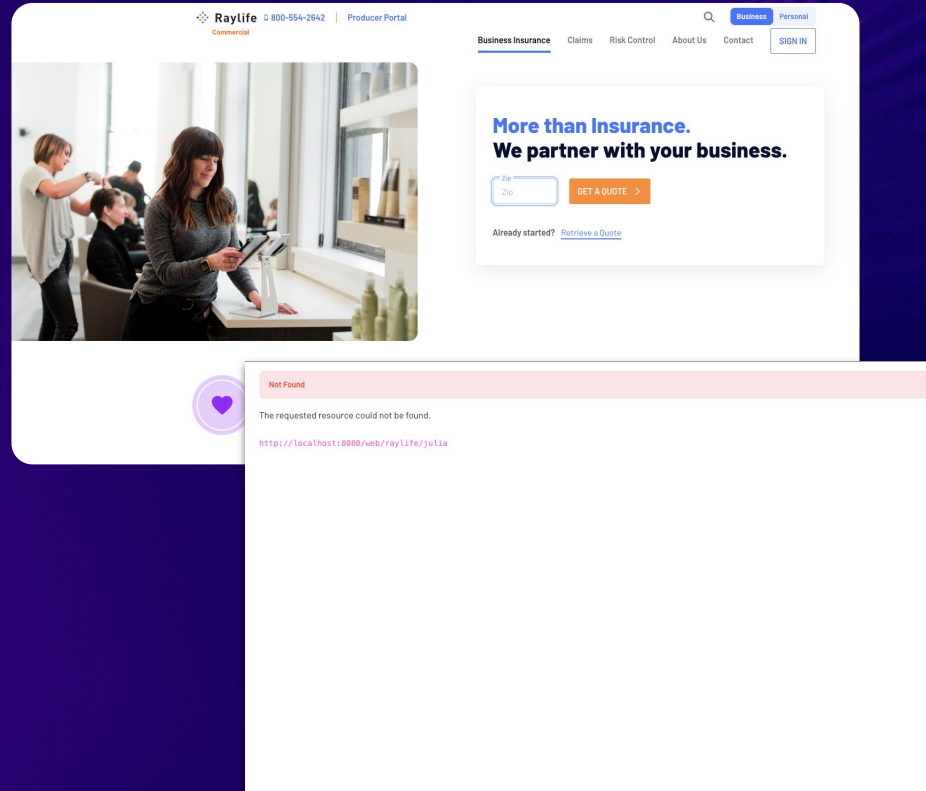 Raylife 800-554-2642 Producer Portal
Commercial
Business Personal
Business Insurance Claims Risk Control About Us Contact SIGN IN
More than Insurance.
We partner with your business.
Zip
Zip
GET A QUOTE
Already started? Retrieve a Quote
Not Found
The requested resource could not be found.
http://localhost:8080/web/raylife/julia